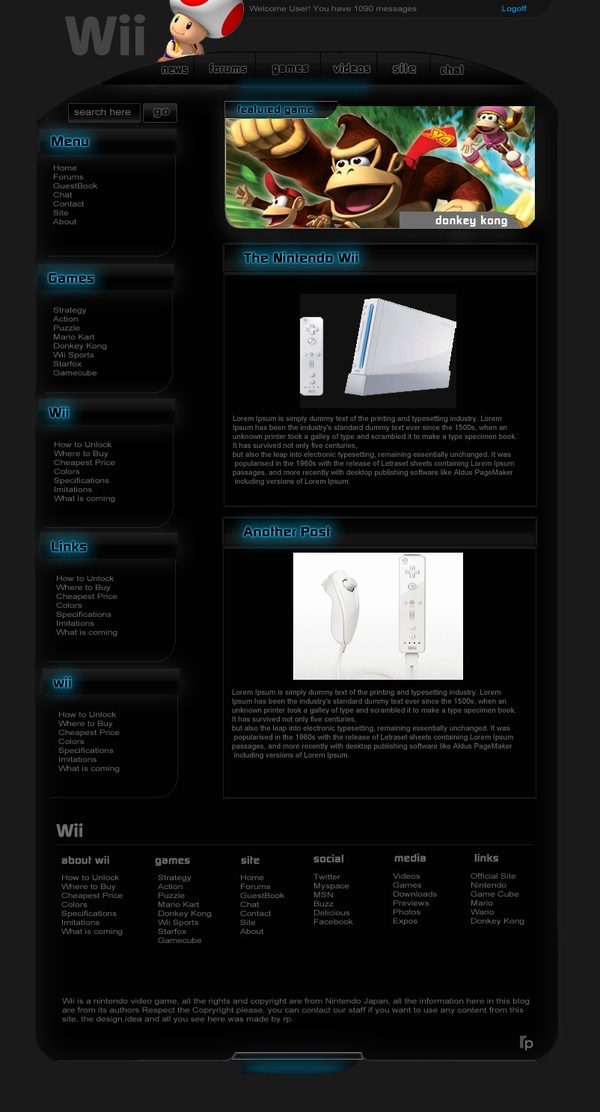 Welcome User! You have 1090 messages
Logoff
Wii
news forums games videos site chat
search here go
featured game
donkey kong
Menu
Home
Forums
GuestBook
Chat
Contact
Site
About
Games
Strategy
Action
Puzzle
Mario Kart
Donkey Kong
Wii Sports
Starfox
Gamecube
Wii
How to Unlock
Where to Buy
Cheapest Price
Colors
Specifications
Imitations
What is coming
Links
How to Unlock
Where to Buy
Cheapest Price
Colors
Specifications
Imitations
What is coming
wii
How to Unlock
Where to Buy
Cheapest Price
Colors
Specifications
Imitations
What is coming
The Nintendo Wii
Lorem Ipsum is simply dummy text of the printing and typesetting industry. Lorem
Ipsum has been the industry's standard dummy text ever since the 1500s, when an
unknown printer took a galley of type and scrambled it to make a type specimen book.
It has survived not only five centuries,
but also the leap into electronic typesetting, remaining essentially unchanged. It was
popularised in the 1960s with the release of Letraset sheets containing Lorem Ipsum
passages, and more recently with desktop publishing software like Aldus PageMaker
including versions of Lorem Ipsum.
Another Post
Wii
Lorem Ipsum is simply dummy text of the printing and typesetting industry. Lorem
Ipsum has been the industry's standard dummy text ever since the 1500s, when an
unknown printer took a galley of type and scrambled it to make a type specimen book.
It has survived not only five centuries,
but also the leap into electronic typesetting, remaining essentially unchanged. It was
popularised in the 1960s with the release of Letraset sheets containing Lorem Ipsum
passages, and more recently with desktop publishing software like Aldus PageMaker
including versions of Lorem Ipsum.
Wii
about wii
How to Unlock
Where to Buy
Cheapest Price
Colors
Specifications
Imitations
What is coming
games
Strategy
Action
Puzzle
Mario Kart
Donkey Kong
Wii Sports
Starfox
Gamecube
site
Home
Forums
GuestBook
Chat
Contact
Site
About
social
Twitter
Myspace
MSN
Buzz
Delicious
Facebook
media
Videos
Games
Downloads
Previews
Photos
Expos
links
Official Site
Nintendo
Game Cube
Mario
Wario
Donkey Kong
Wii is a nintendo video game, all the rights and copyright are from Nintendo Japan, all the information here in this blog
are from its authors Respect the Copryright please, you can contact our staff if you want to use any content from this
site, the design,idea and all you see here was made by rp.
rp